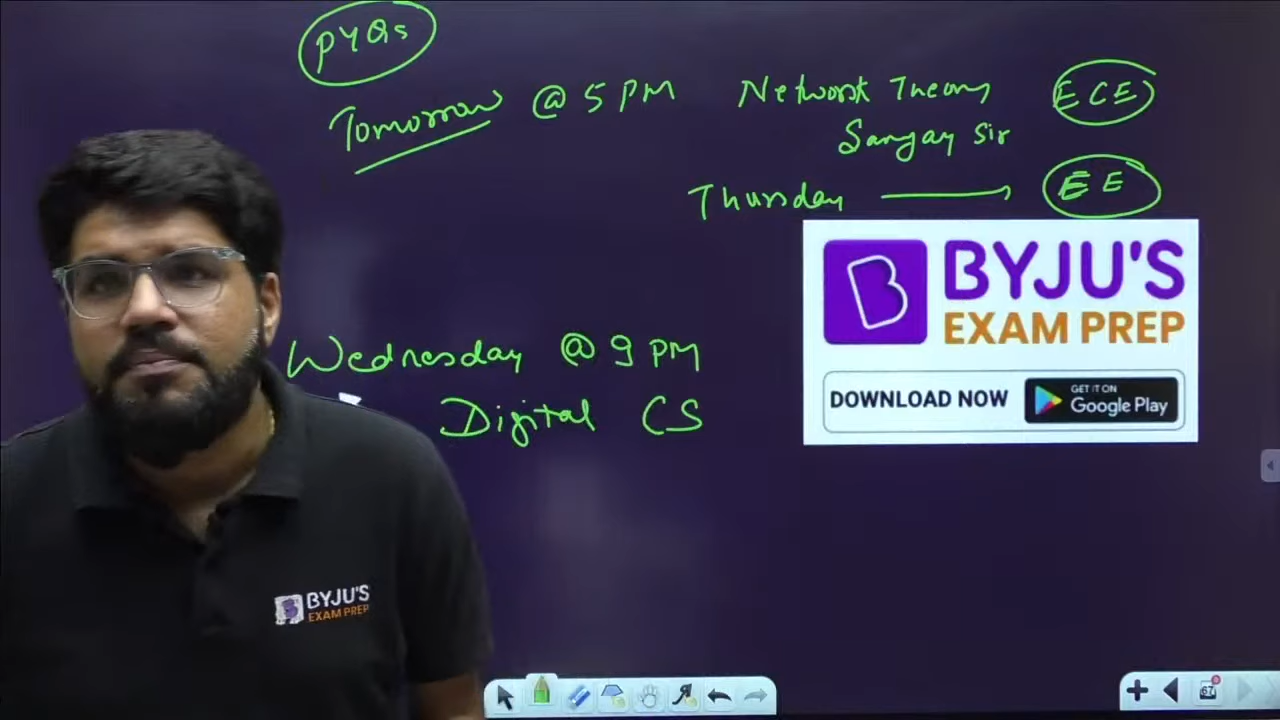 PYQs
Tomorrow @ 5 PM Network Theory ECE
Sanjay Sir
Thursday EE
BYJU'S
EXAM PREP
DOWNLOAD NOW
GET IT ON
Google Play
Wednesday @ 9 PM
Digital CS
BYJU'S
EXAM PREP
67